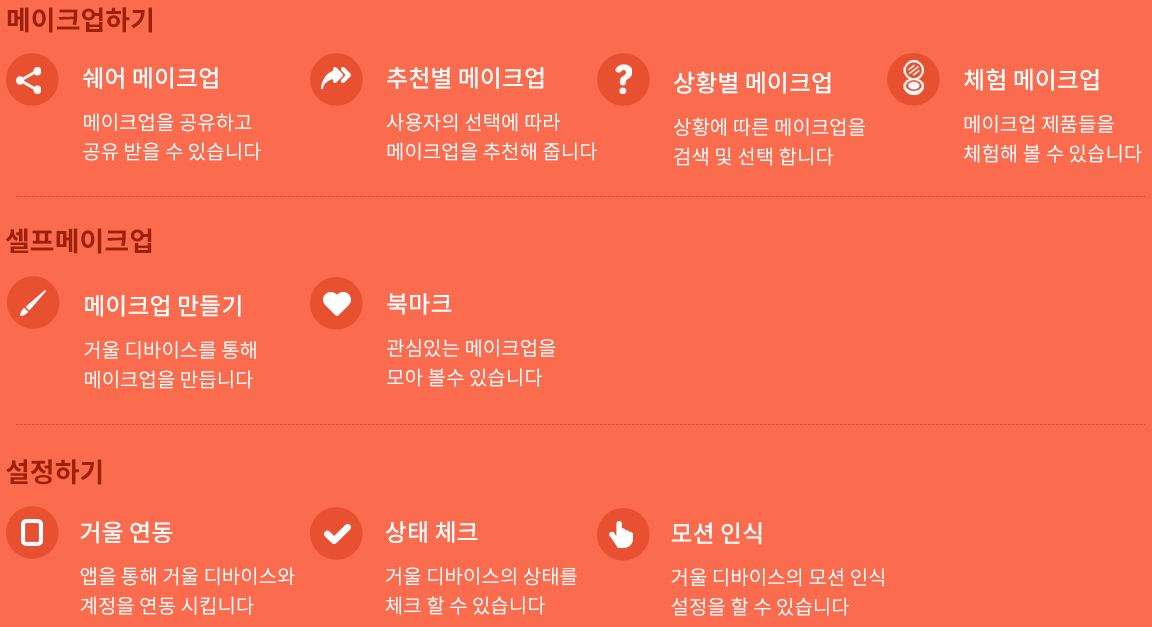 메이크업하기
쉐어 메이크업
메이크업을 공유하고
공유 받을 수 있습니다
추천별 메이크업
사용자의 선택에 따라
메이크업을 추천해 줍니다
상황별 메이크업
상황에 따른 메이크업을
검색 및 선택 합니다
체험 메이크업
메이크업 제품들을
체험해 볼 수 있습니다
셀프메이크업
메이크업 만들기
거울 디바이스를 통해
메이크업을 만듭니다
북마크
관심있는 메이크업을
모아 볼수 있습니다
설정하기
거울 연동
앱을 통해 거울 디바이스와
계정을 연동 시킵니다
상태 체크
거울 디바이스의 상태를
체크 할 수 있습니다
모션 인식
거울 디바이스의 모션 인식
설정을 할 수 있습니다